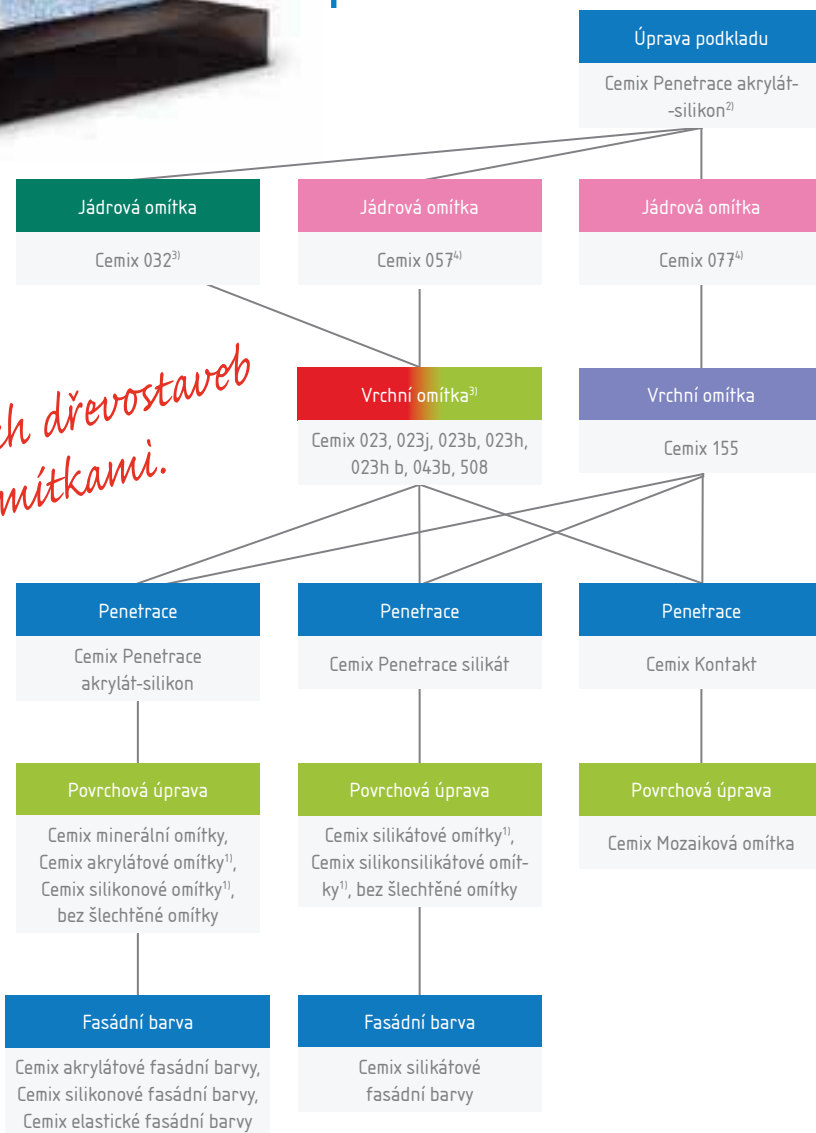 Úprava podkladu
Cemix Penetrace akrylát-
-silikon2)
Jádrová omítka
Cemix 0323)
Jádrová omítka
Cemix 0574)
Jádrová omítka
Cemix 0774)
ch dřevostaveb
mítkami.
Vrchní omítka3)
Cemix 023, 023j, 023b, 023h,
023h b, 043b, 508
Vrchní omítka
Cemix 155
Penetrace
Cemix Penetrace
akrylát-silikon
Penetrace
Cemix Penetrace silikát
Penetrace
Cemix Kontakt
Povrchová úprava
Cemix minerální omítky,
Cemix akrylátové omítky1),
Cemix silikonové omítky1),
bez šlechtěné omítky
Povrchová úprava
Cemix silikátové omítky1),
Cemix silikonsilikátové omít-
ky1), bez šlechtěné omítky
Povrchová úprava
Cemix Mozaiková omítka
Fasádní barva
Cemix akrylátové fasádní barvy,
Cemix silikonové fasádní barvy,
Cemix elastické fasádní barvy
Fasádní barva
Cemix silikátové
fasádní barvy